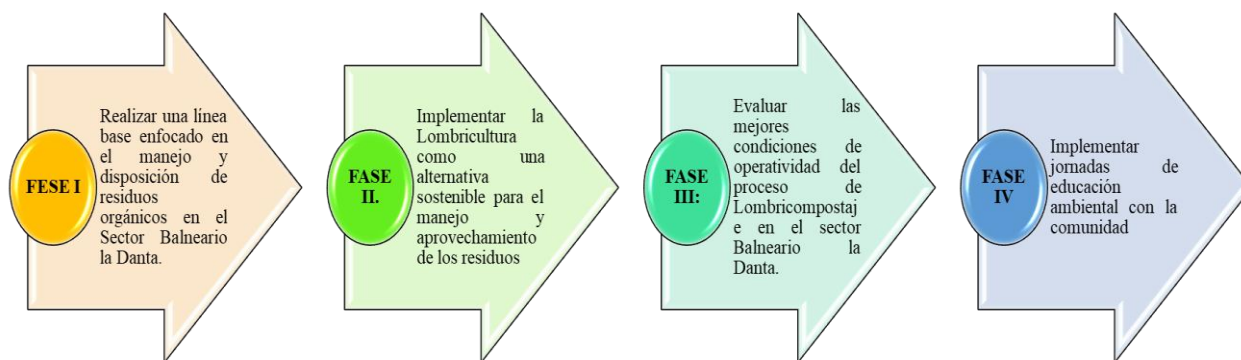 FESE I
Realizar una línea
base enfocado en
el manejo y
disposición de
residuos
orgánicos en el
Sector Balneario
la Danta.
FASE
II.
Implementar la
Lombricultura
como una
alternativa
sostenible para el
manejo y
aprovechamiento
de los residuos
FASE
III:
Evaluar las
mejores
condiciones de
operatividad del
proceso de
Lombricompostaj
e en el sector
Balneario la
Danta.
FASE
IV
Implementar
jornadas de
educación
ambiental con la
comunidad